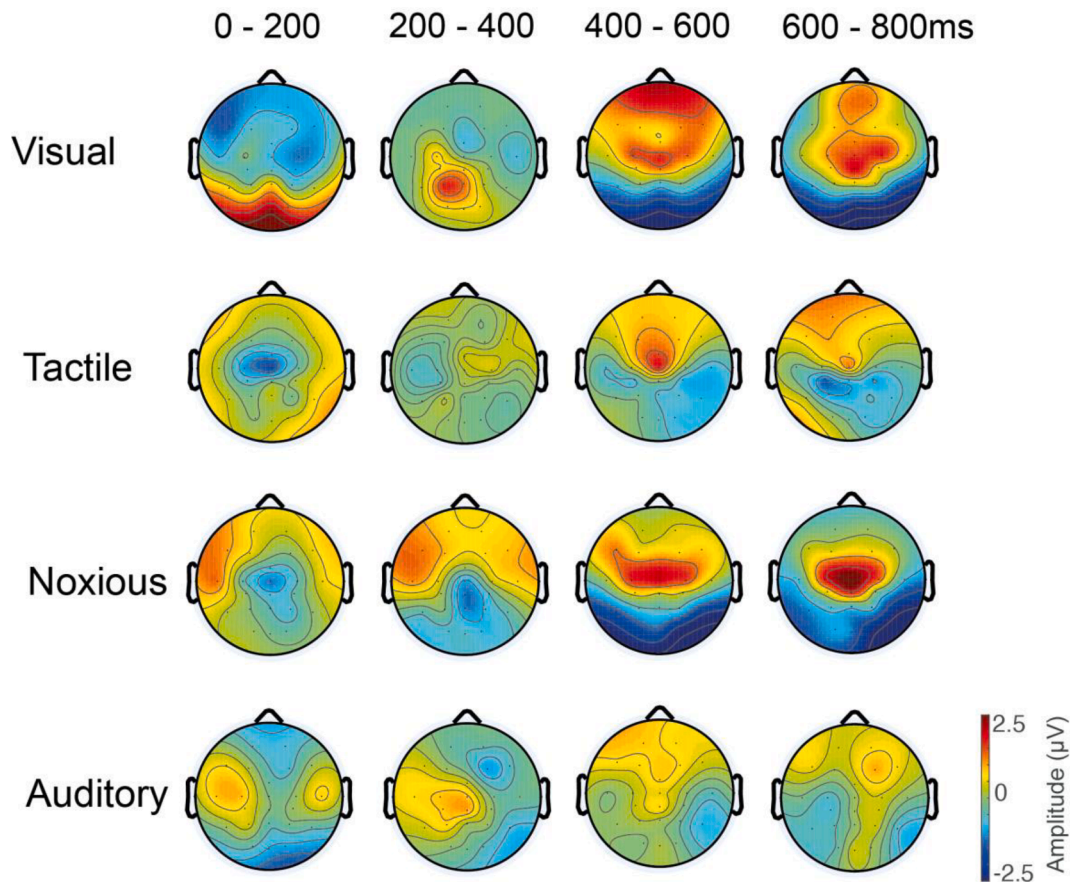 0 - 200 200 - 400 400 - 600 600 - 800ms
Visual
Tactile
Noxious
Auditory
2.5
0
-2.5
Amplitude (µV)